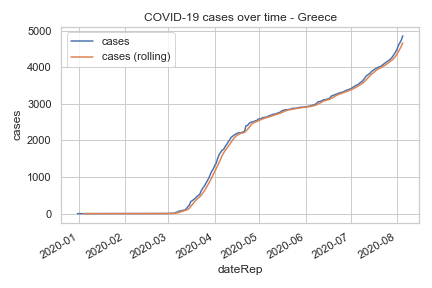 COVID-19 cases over time - Greece
cases
cases (rolling)
5000
4000
3000
2000
1000
0
cases
2020-01
2020-02
2020-03
2020-04
2020-05
2020-06
2020-07
2020-08
dateRep